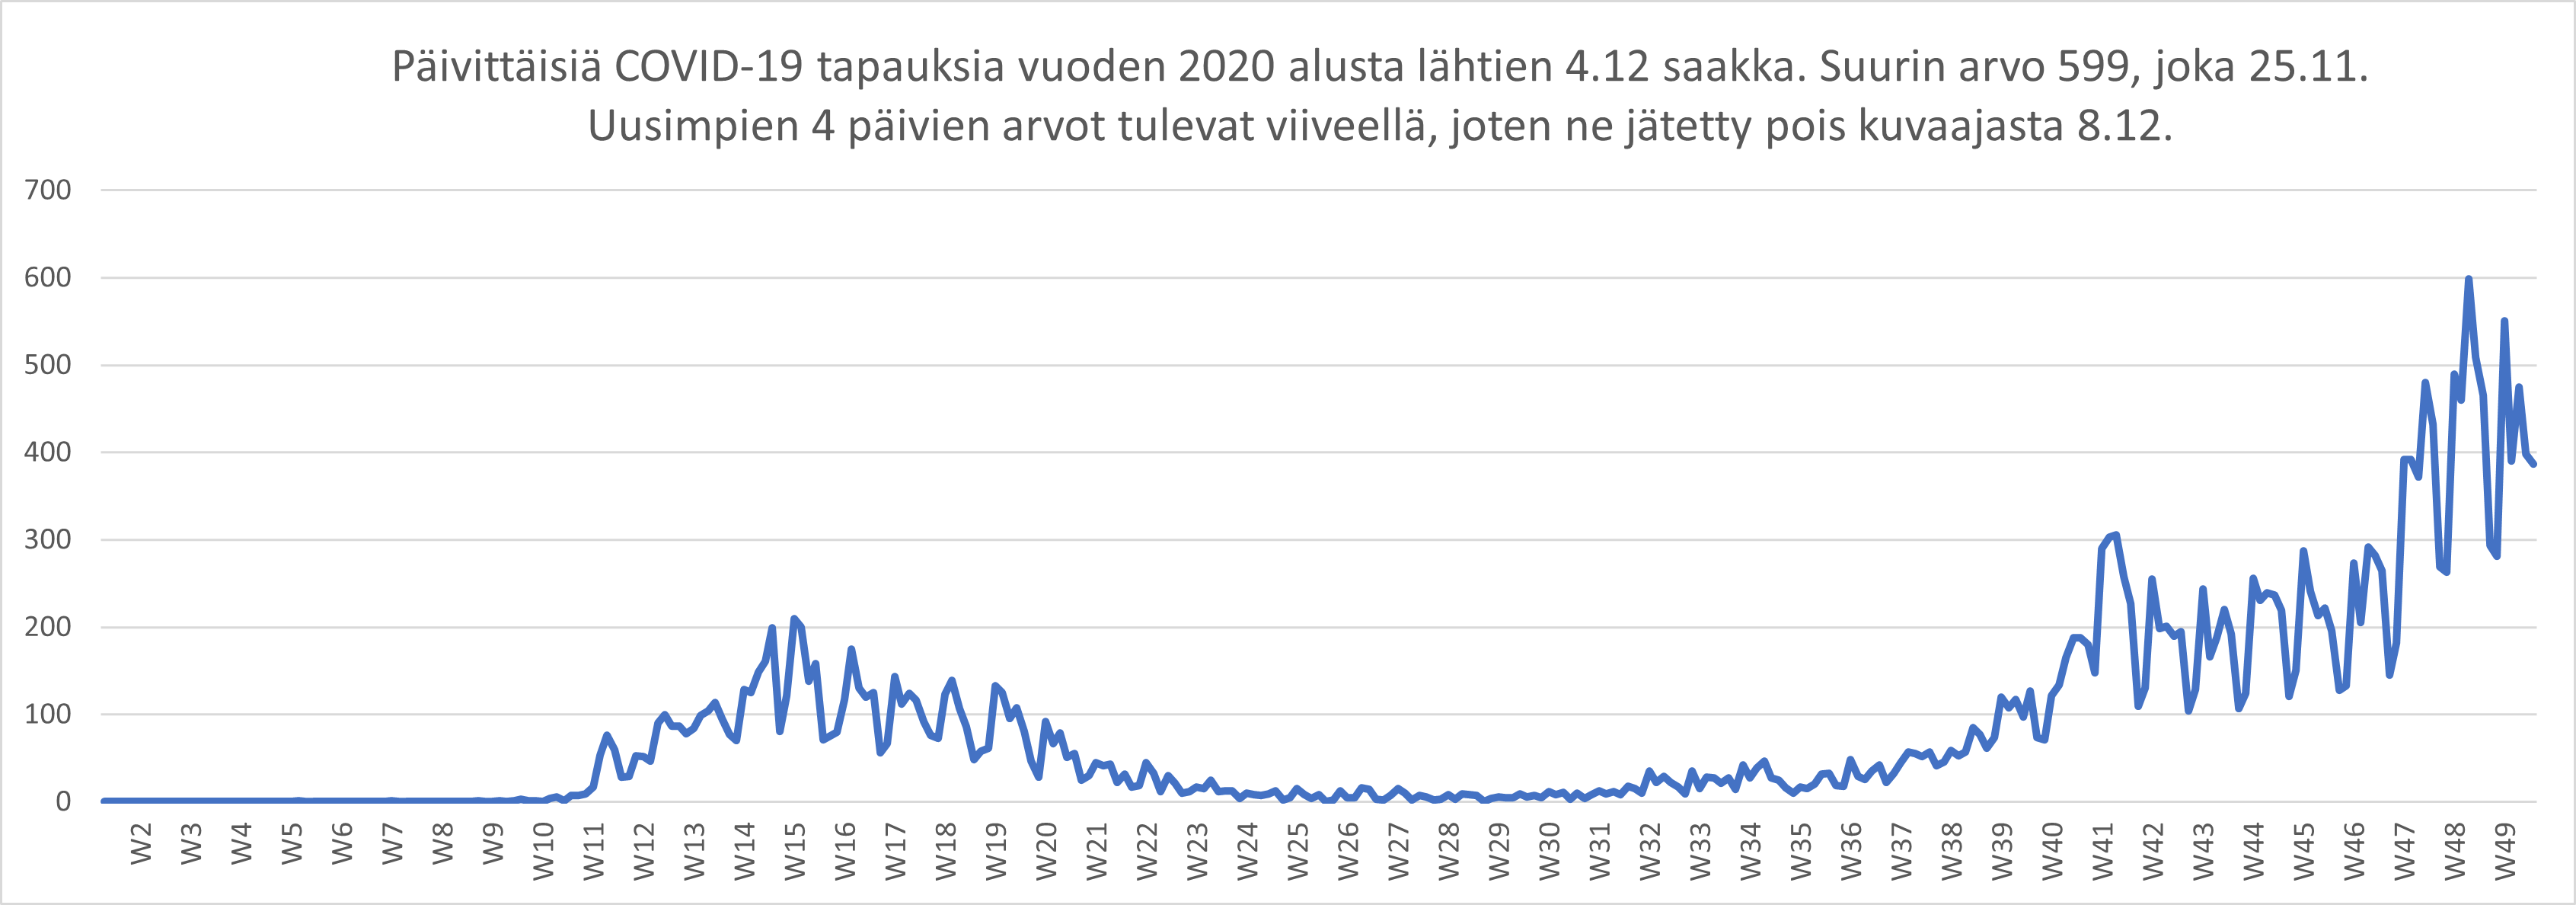 Päivittäisiä COVID-19 tapauksia vuoden 2020 alusta lähtien 4.12 saakka. Suurin arvo 599, joka 25.11.
Uusimpien 4 päivien arvot tulevat viiveellä, joten ne jätetty pois kuvaajasta 8.12.
700
600
500
400
300
200
100
0
W2 W3 W4 W5 W6 W7 W8 W9 W10 W11 W12 W13 W14 W15 W16 W17 W18 W19 W20 W21 W22 W23 W24 W25 W26 W27 W28 W29 W30 W31 W32 W33 W34 W35 W36 W37 W38 W39 W40 W41 W42 W43 W44 W45 W46 W47 W48 W49